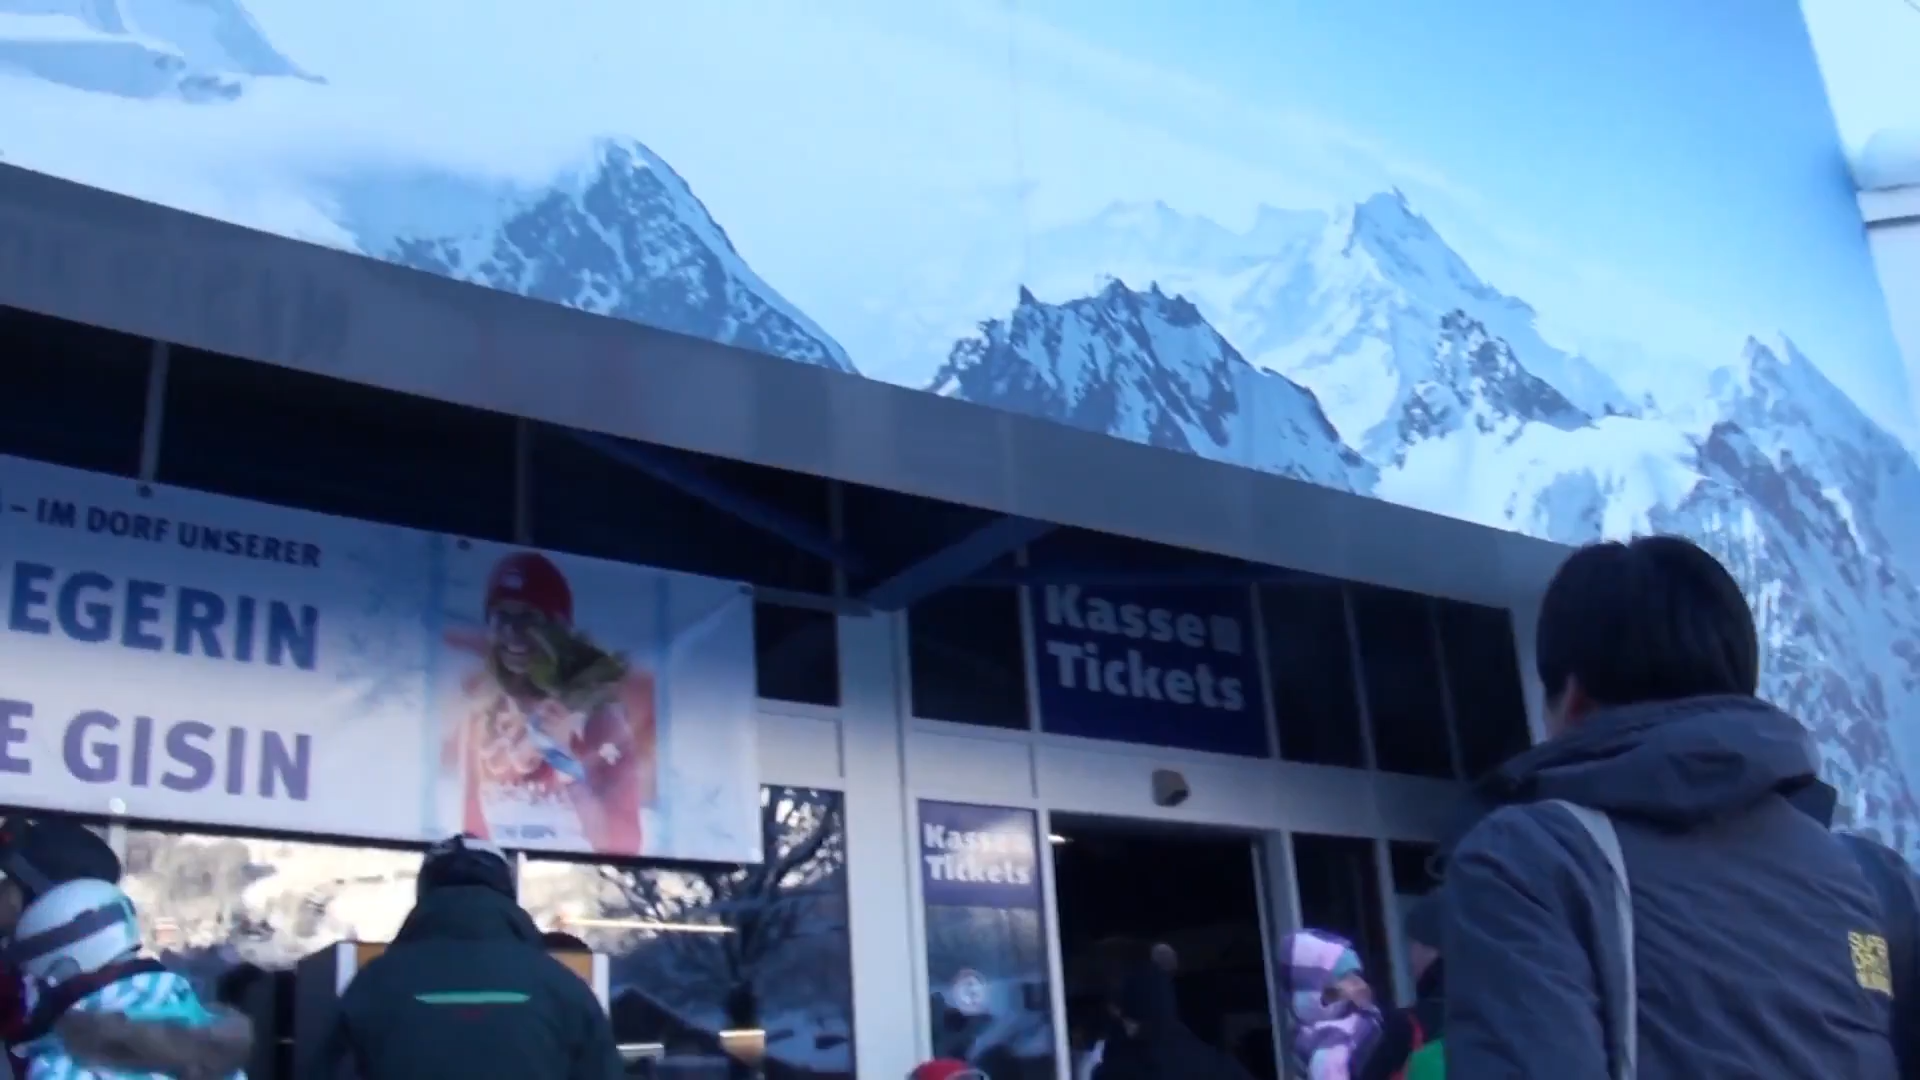 – IM DORF UNSERER
EGERIN
E GISIN
Kasse
Tickets
Kasse
Tickets